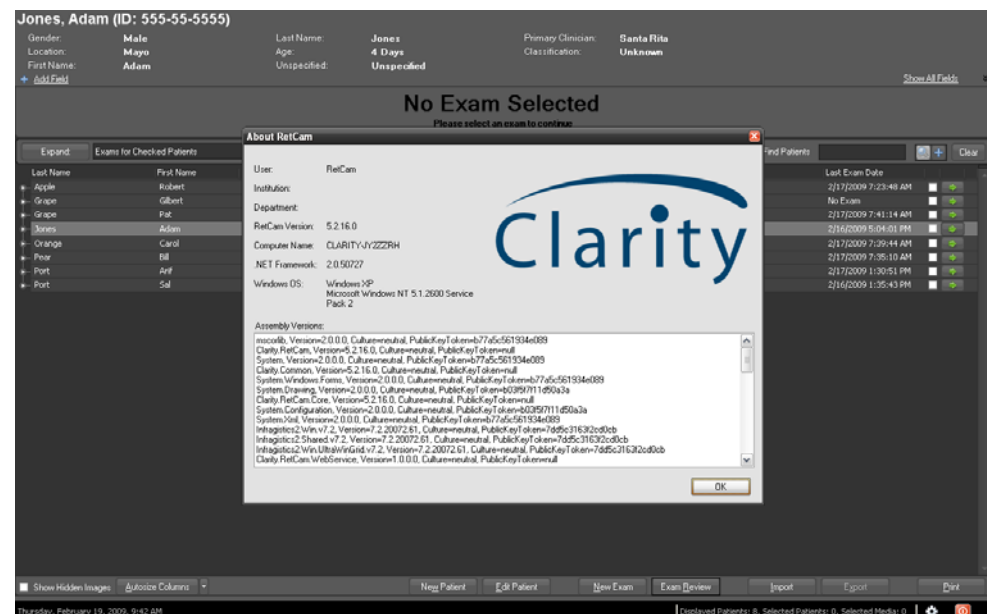 Jones, Adam (ID: 555-55-5555)
Gender: Male Last Name: Jones Primary Clinician: Santa Rita
Location: Mayo Age: 4 Days Classification: Unknown
First Name: Adam Unspecified: Unspecified
Add Field Show All Fields
No Exam Selected
Please select an exam to continue
About RetCam
Expand: Exams for Checked Patients Find Patients Clear
Last Name First Name Last Exam Date
Apple Robert 2/17/2009 7:23:48 AM
Grape Gilbert No Exam
Grape Pat 2/17/2009 7:41:14 AM
Jones Adam 2/16/2009 5:04:01 PM
Orange Carol 2/17/2009 7:39:44 AM
Pear Bill 2/17/2009 7:35:10 AM
Port Arif 2/17/2009 1:30:51 PM
Port Sal 2/16/2009 1:35:43 PM
User: RetCam
Institution:
Department:
RetCam Version: 5.2.16.0
Computer Name: CLARITY-JY2ZZRH
.NET Framework: 2.0.50727
Windows OS: Windows XP
Microsoft Windows NT 5.1.2600 Service
Pack 2
Clarity
Assembly Versions:
mscorlib, Version=2.0.0.0, Culture=neutral, PublicKeyToken=b77a5c561934e089
Clarity.RetCam, Version=5.2.16.0, Culture=neutral, PublicKeyToken=null
System, Version=2.0.0.0, Culture=neutral, PublicKeyToken=b77a5c561934e089
Clarity.Common, Version=5.2.16.0, Culture=neutral, PublicKeyToken=null
System.Windows.Forms, Version=2.0.0.0, Culture=neutral, PublicKeyToken=b77a5c561934e089
System.Drawing, Version=2.0.0.0, Culture=neutral, PublicKeyToken=b03f5f7f11d50a3a
Clarity.RetCam.Core, Version=5.2.16.0, Culture=neutral, PublicKeyToken=null
System.Configuration, Version=2.0.0.0, Culture=neutral, PublicKeyToken=b03f5f7f11d50a3a
System.Xml, Version=2.0.0.0, Culture=neutral, PublicKeyToken=b77a5c561934e089
Infragistics2.Win.v7.2, Version=7.2.20072.61, Culture=neutral, PublicKeyToken=7dd5c3163f2cd0cb
Infragistics2.Shared.v7.2, Version=7.2.20072.61, Culture=neutral, PublicKeyToken=7dd5c3163f2cd0cb
Infragistics2.Win.UltraWinGrid.v7.2, Version=7.2.20072.61, Culture=neutral, PublicKeyToken=7dd5c3163f2cd0cb
Clarity.RetCam.WebService, Version=1.0.0.0, Culture=neutral, PublicKeyToken=null
OK
Show Hidden Images Autosize Columns New Patient Edit Patient New Exam Exam Review Import Export Print
Thursday, February 19, 2009, 9:42 AM Displayed Patients: 8, Selected Patients: 0, Selected Media: 0